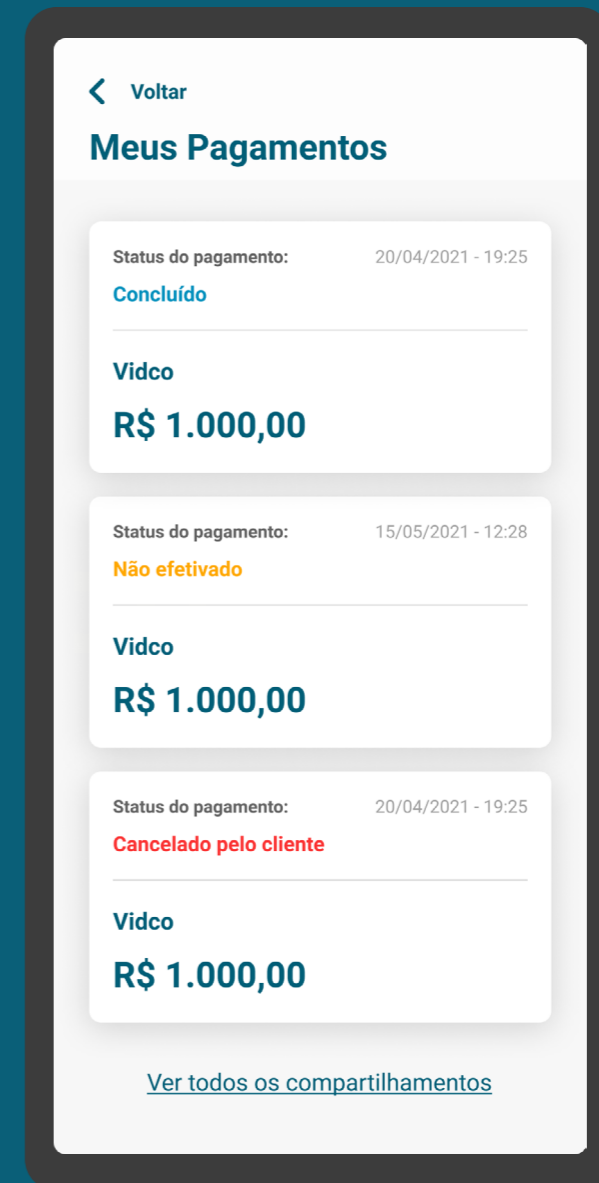 Voltar
Meus Pagamentos
Status do pagamento: 20/04/2021 - 19:25
Concluído
Vidco
R$ 1.000,00
Status do pagamento: 15/05/2021 - 12:28
Não efetivado
Vidco
R$ 1.000,00
Status do pagamento: 20/04/2021 - 19:25
Cancelado pelo cliente
Vidco
R$ 1.000,00
Ver todos os compartilhamentos